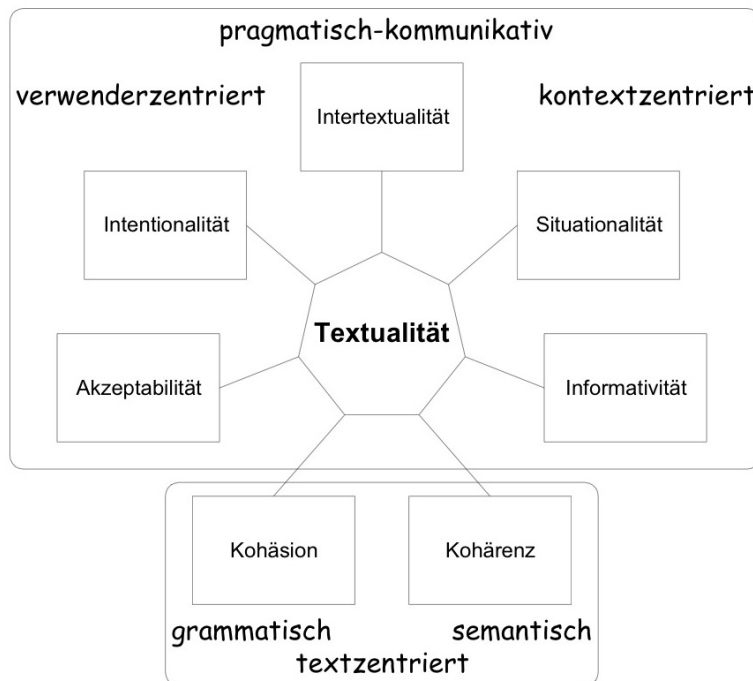 pragmatisch-kommunikativ
verwenderzentriert
kontextzentriert
Intertextualität
Intentionalität
Situationalität
Textualität
Akzeptabilität
Informativität
Kohäsion
Kohärenz
grammatisch
semantisch
textzentriert